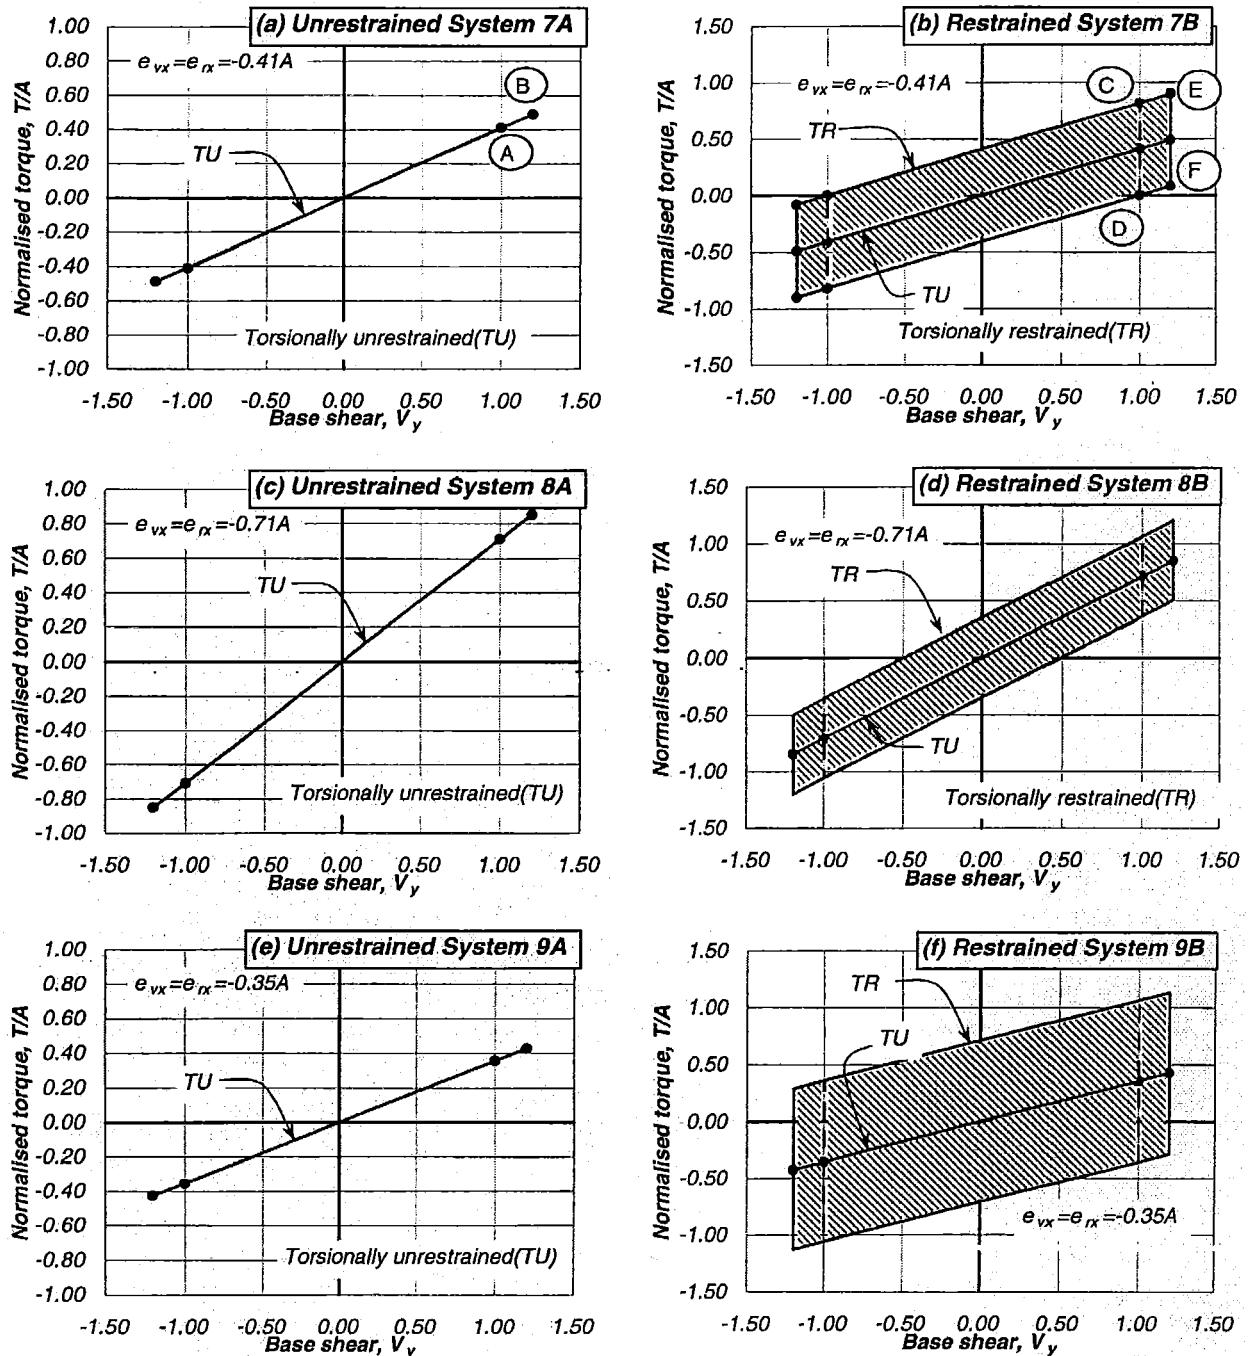 (a) Unrestrained System 7A
Normalised torque, T/A
1.00
0.80
0.60
0.40
0.20
0.00
-0.20
-0.40
-0.60
-0.80
-1.00
e_vx=e_rx=-0.41A
B
TU
A
Torsionally unrestrained(TU)
-1.50 -1.00 -0.50 0.00 0.50 1.00 1.50
Base shear, V_y
(b) Restrained System 7B
Normalised torque, T/A
1.50
1.00
0.50
0.00
-0.50
-1.00
-1.50
e_vx=e_rx=-0.41A
C
E
TR
F
D
TU
Torsionally restrained(TR)
-1.50 -1.00 -0.50 0.00 0.50 1.00 1.50
Base shear, V_y
(c) Unrestrained System 8A
Normalised torque, T/A
1.00
0.80
0.60
0.40
0.20
0.00
-0.20
-0.40
-0.60
-0.80
-1.00
e_vx=e_rx=-0.71A
TU
Torsionally unrestrained(TU)
-1.50 -1.00 -0.50 0.00 0.50 1.00 1.50
Base shear, V_y
(d) Restrained System 8B
Normalised torque, T/A
1.50
1.00
0.50
0.00
-0.50
-1.00
-1.50
e_vx=e_rx=-0.71A
TR
TU
Torsionally restrained(TR)
-1.50 -1.00 -0.50 0.00 0.50 1.00 1.50
Base shear, V_y
(e) Unrestrained System 9A
Normalised torque, T/A
1.00
0.80
0.60
0.40
0.20
0.00
-0.20
-0.40
-0.60
-0.80
-1.00
e_vx=e_rx=-0.35A
TU
Torsionally unrestrained(TU)
-1.50 -1.00 -0.50 0.00 0.50 1.00 1.50
Base shear, V_y
(f) Restrained System 9B
Normalised torque, T/A
1.50
1.00
0.50
0.00
-0.50
-1.00
-1.50
TR
TU
e_vx=e_rx=-0.35A
-1.50 -1.00 -0.50 0.00 0.50 1.00 1.50
Base shear, V_y